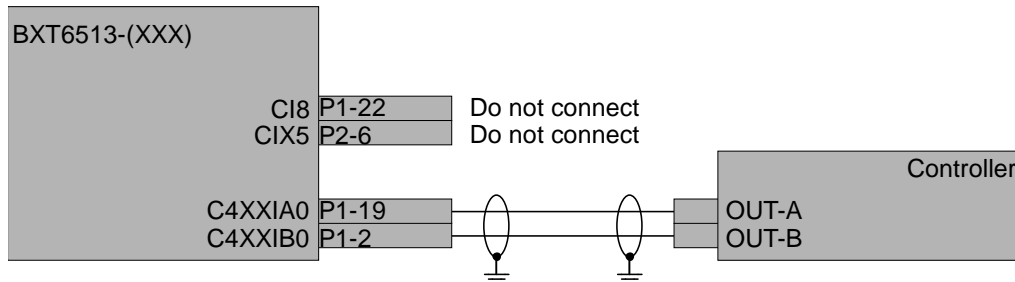 BXT6513-(XXX)
CI8 P1-22 Do not connect
CIX5 P2-6 Do not connect
Controller
C4XXIA0 P1-19 OUT-A
C4XXIB0 P1-2 OUT-B